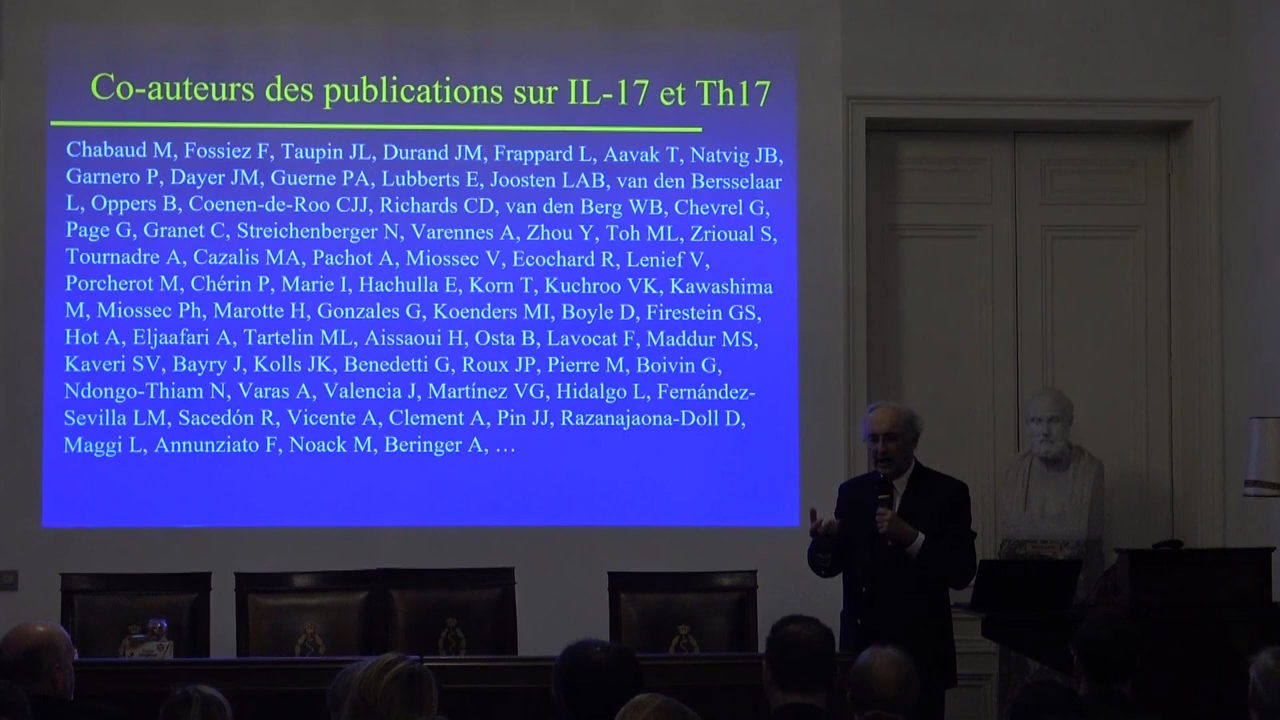 Co-auteurs des publications sur IL-17 et Th17
Chabaud M, Fossiez F, Taupin JL, Durand JM, Frappard L, Aavak T, Natvig JB,
Garnero P, Dayer JM, Guerne PA, Lubberts E, Joosten LAB, van den Bersselaar
L, Oppers B, Coenen-de-Roo CJJ, Richards CD, van den Berg WB, Chevrel G,
Page G, Granet C, Streichenberger N, Varennes A, Zhou Y, Toh ML, Zrioual S,
Tournadre A, Cazalis MA, Pachot A, Miossec V, Ecochard R, Lenief V,
Porcherot M, Chérin P, Marie I, Hachulla E, Korn T, Kuchroo VK, Kawashima
M, Miossec Ph, Marotte H, Gonzales G, Koenders MI, Boyle D, Firestein GS,
Hot A, Eljaafari A, Tartelin ML, Aissaoui H, Osta B, Lavocat F, Maddur MS,
Kaveri SV, Bayry J, Kolls JK, Benedetti G, Roux JP, Pierre M, Boivin G,
Ndongo-Thiam N, Varas A, Valencia J, Martínez VG, Hidalgo L, Fernández-
Sevilla LM, Sacedón R, Vicente A, Clement A, Pin JJ, Razanajaona-Doll D,
Maggi L, Annunziato F, Noack M, Beringer A, …